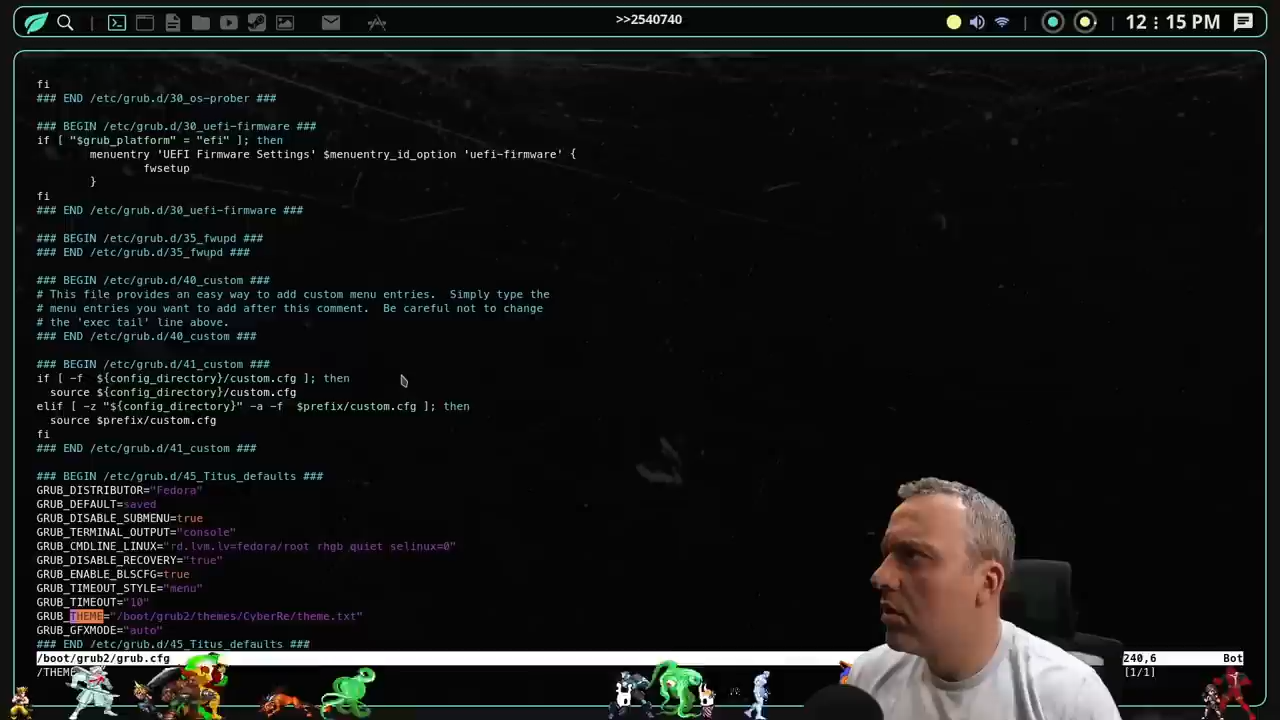 >>2540740
12 : 15 PM
fi
### END /etc/grub.d/30_os-prober ###
### BEGIN /etc/grub.d/30_uefi-firmware ###
if [ "$grub_platform" = "efi" ]; then
menuentry 'UEFI Firmware Settings' $menuentry_id_option 'uefi-firmware' {
fwsetup
}
fi
### END /etc/grub.d/30_uefi-firmware ###
### BEGIN /etc/grub.d/35_fwupd ###
### END /etc/grub.d/35_fwupd ###
### BEGIN /etc/grub.d/40_custom ###
# This file provides an easy way to add custom menu entries.  Simply type the
# menu entries you want to add after this comment.  Be careful not to change
# the 'exec tail' line above.
### END /etc/grub.d/40_custom ###
### BEGIN /etc/grub.d/41_custom ###
if [ -f  ${config_directory}/custom.cfg ]; then
source ${config_directory}/custom.cfg
elif [ -z "${config_directory}" -a -f  $prefix/custom.cfg ]; then
source $prefix/custom.cfg
fi
### END /etc/grub.d/41_custom ###
### BEGIN /etc/grub.d/45_Titus_defaults ###
GRUB_DISTRIBUTOR="Fedora"
GRUB_DEFAULT=saved
GRUB_DISABLE_SUBMENU=true
GRUB_TERMINAL_OUTPUT="console"
GRUB_CMDLINE_LINUX="rd.lvm.lv=fedora/root rhgb quiet selinux=0"
GRUB_DISABLE_RECOVERY="true"
GRUB_ENABLE_BLSCFG=true
GRUB_TIMEOUT_STYLE="menu"
GRUB_TIMEOUT="10"
GRUB_THEME="/boot/grub2/themes/CyberRe/theme.txt"
GRUB_GFXMODE="auto"
### END /etc/grub.d/45_Titus_defaults ###
/boot/grub2/grub.cfg 240,6 Bot
/THEME [1/1]